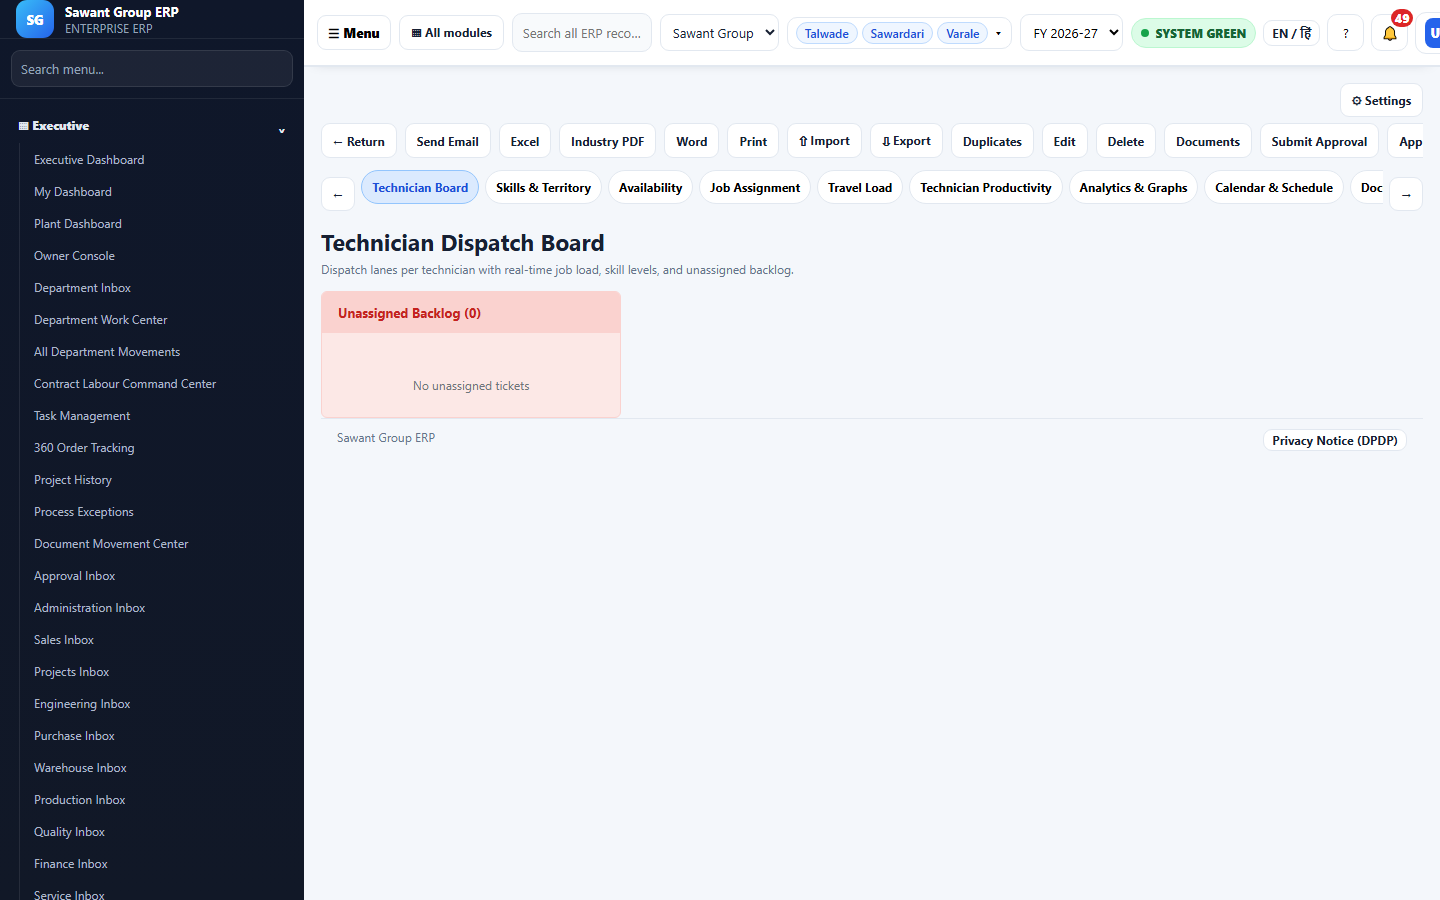 SG
Sawant Group ERP
ENTERPRISE ERP
Search menu...
Executive
Executive Dashboard
My Dashboard
Plant Dashboard
Owner Console
Department Inbox
Department Work Center
All Department Movements
Contract Labour Command Center
Task Management
360 Order Tracking
Project History
Process Exceptions
Document Movement Center
Approval Inbox
Administration Inbox
Sales Inbox
Projects Inbox
Engineering Inbox
Purchase Inbox
Warehouse Inbox
Production Inbox
Quality Inbox
Finance Inbox
Service Inbox
☰ Menu
All modules
Search all ERP reco...
Sawant Group
Talwade
Sawardari
Varale
FY 2026-27
SYSTEM GREEN
EN / हिं
?
49
U
⚙ Settings
← Return
Send Email
Excel
Industry PDF
Word
Print
⇧ Import
⇩ Export
Duplicates
Edit
Delete
Documents
Submit Approval
App
←
Technician Board
Skills & Territory
Availability
Job Assignment
Travel Load
Technician Productivity
Analytics & Graphs
Calendar & Schedule
Doc
→
Technician Dispatch Board
Dispatch lanes per technician with real-time job load, skill levels, and unassigned backlog.
Unassigned Backlog (0)
No unassigned tickets
Sawant Group ERP
Privacy Notice (DPDP)